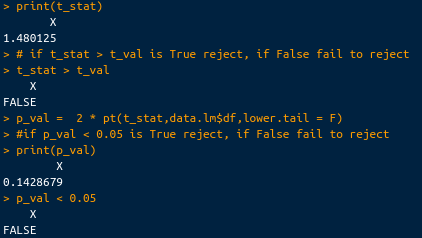 > print(t_stat)
X
1.480125
> # if t_stat > t_val is True reject, if False fail to reject
> t_stat > t_val
X
FALSE
> p_val =  2 * pt(t_stat,data.lm$df,lower.tail = F)
> #if p_val < 0.05 is True reject, if False fail to reject
> print(p_val)
X
0.1428679
> p_val < 0.05
X
FALSE